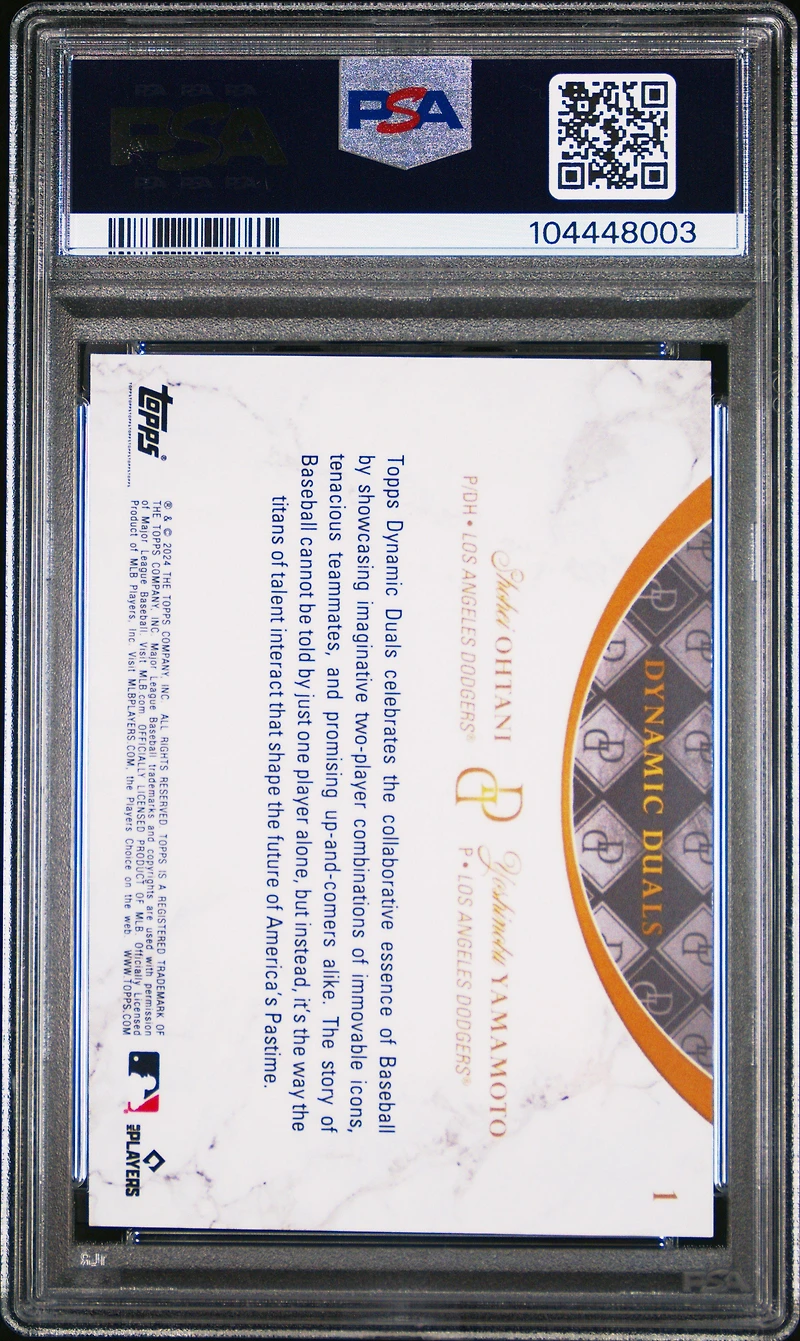 PSA
PSA
104448003
DYNAMIC DUALS
1
Shohei OHTANI
P/DH • LOS ANGELES DODGERS®
DD
Yoshinobu YAMAMOTO
P • LOS ANGELES DODGERS®
Topps Dynamic Duals celebrates the collaborative essence of Baseball
by showcasing imaginative two-player combinations of immovable icons,
tenacious teammates, and promising up-and-comers alike. The story of
Baseball cannot be told by just one player alone, but instead, it's the way the
titans of talent interact that shape the future of America's Pastime.
topps®
® & © 2024 THE TOPPS COMPANY, INC. ALL RIGHTS RESERVED. TOPPS IS A REGISTERED TRADEMARK OF
THE TOPPS COMPANY, INC. Major League Baseball trademarks and copyrights are used with permission
of Major League Baseball. Visit MLB.com. OFFICIALLY LICENSED PRODUCT OF MLB. Officially Licensed
Product of MLB Players, Inc. Visit MLBPLAYERS.COM, the Players Choice on the web. WWW.TOPPS.COM
MLB PLAYERS
PSA